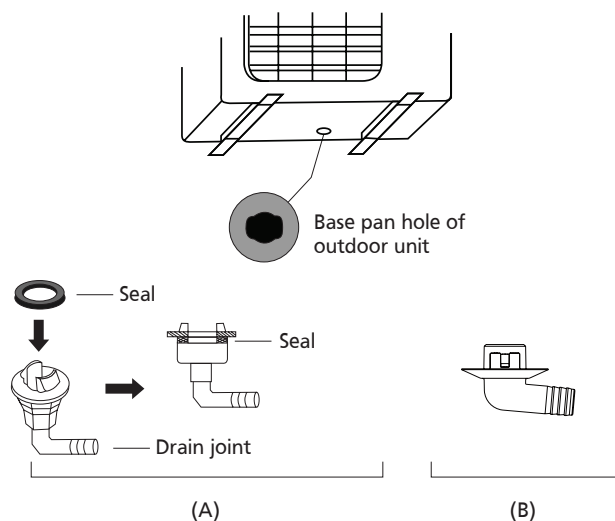 Base pan hole of
outdoor unit
Seal
Seal
Drain joint
(A)
(B)